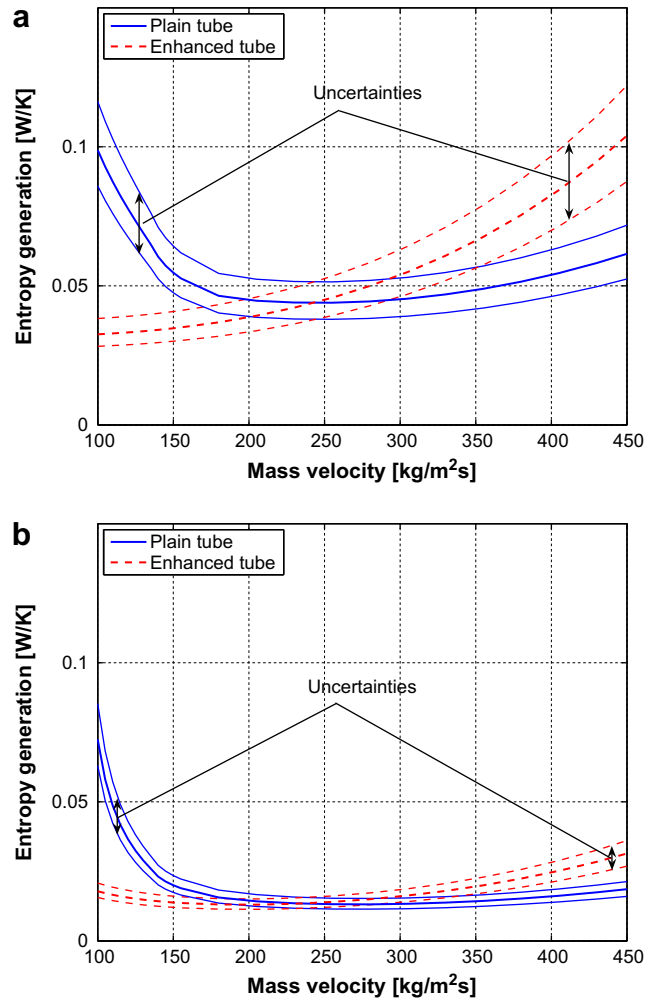 a
Plain tube
Enhanced tube
Uncertainties
Entropy generation [W/K]
0.1
0.05
0
100 150 200 250 300 350 400 450
Mass velocity [kg/m²s]
b
Plain tube
Enhanced tube
Uncertainties
Entropy generation [W/K]
0.1
0.05
0
100 150 200 250 300 350 400 450
Mass velocity [kg/m²s]